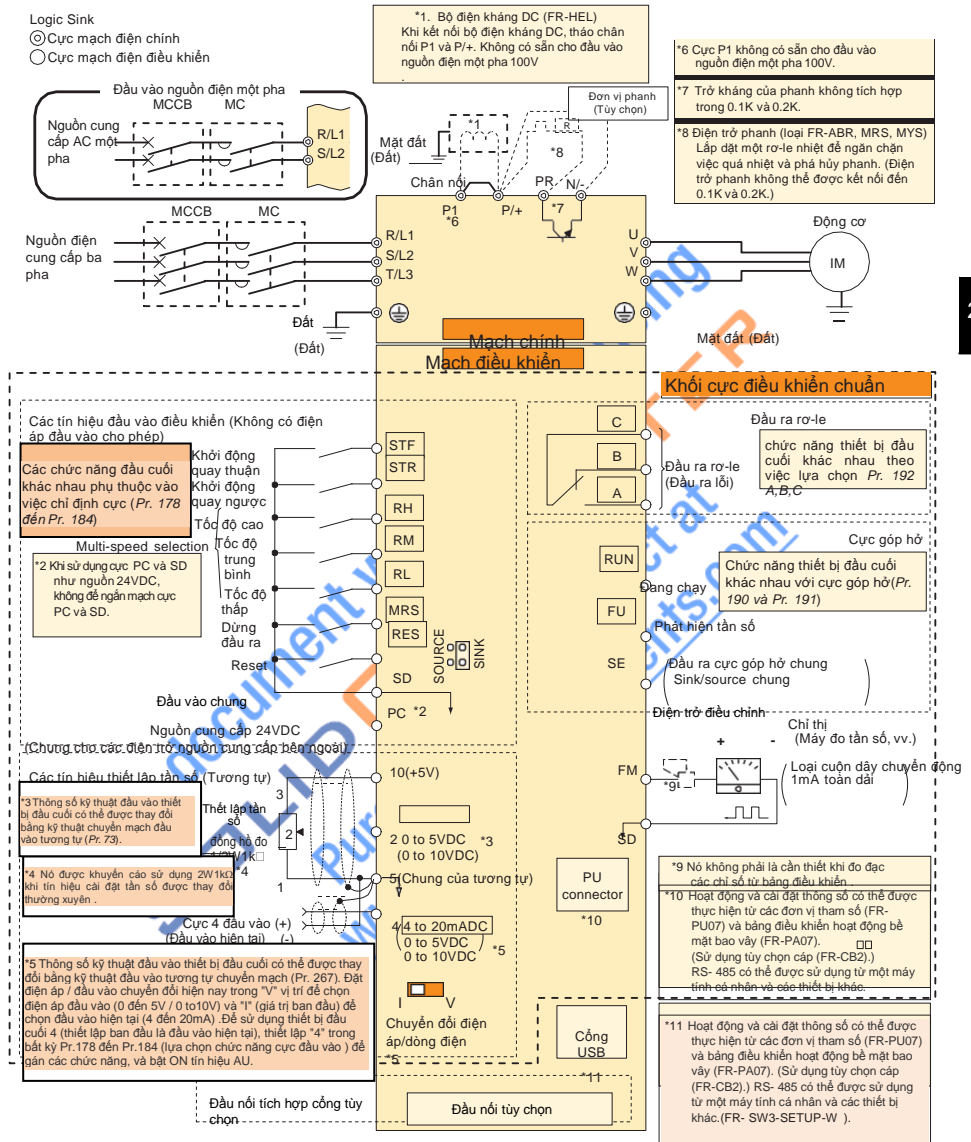 Logic Sink
Cực mạch điện chính
Cực mạch điện điều khiển
*1. Bộ điện kháng DC (FR-HEL)
Khi kết nối bộ điện kháng DC, tháo chân
nối P1 và P/+. Không có sẵn cho đầu vào
nguồn điện một pha 100V
.
*6 Cực P1 không có sẵn cho đầu vào
nguồn điện một pha 100V.
*7 Trở kháng của phanh không tích hợp
trong 0.1K và 0.2K.
*8 Điện trở phanh (loại FR-ABR, MRS, MYS)
Lắp dặt một rơ-le nhiệt để ngăn chặn
việc quá nhiệt và phá hủy phanh. (Điện
trở phanh không thể được kết nối đến
0.1K và 0.2K.)
Đầu vào nguồn điện một pha
MCCB MC
Nguồn cung
cấp AC một
pha
R/L1
S/L2
Đơn vị phanh
(Tùy chọn)
*1
R
*8
Mặt đất
(Đất)
Chân nối
PR N/-
P1
*6
P/+
*7
MCCB MC
Nguồn điện
cung cấp ba
pha
R/L1
S/L2
T/L3
U
V
W
Động cơ
IM
Đất
(Đất)
Mặt đất (Đất)
Mạch chính
Mạch điều khiển
Khối cực điều khiển chuẩn
Các tín hiệu đầu vào điều khiển (Không có điện
áp đầu vào cho phép)
Các chức năng đầu cuối
khác nhau phụ thuộc vào
việc chỉ định cực (Pr. 178
đến Pr. 184)
Khởi động
quay thuận
Khởi động
quay ngược
Tốc độ cao
Multi-speed selection
Tốc độ
trung
bình
Tốc độ
thấp
Dừng
đầu ra
Reset
*2 Khi sử dụng cực PC và SD
như nguồn 24VDC,
không để ngắn mạch cực
PC và SD.
STF
STR
RH
RM
RL
MRS
RES
SOURCE
SINK
SD
PC *2
Đầu vào chung
Nguồn cung cấp 24VDC
(Chung cho các điện trở nguồn cung cấp bên ngoài)
C
B
A
Đầu ra rơ-le
Đầu ra rơ-le
(Đầu ra lỗi)
chức năng thiết bị đầu
cuối khác nhau theo
việc lựa chọn Pr. 192
A,B,C
Cực góp hở
RUN
Đang chạy
Chức năng thiết bị đầu cuối
khác nhau với cực góp hở(Pr.
190 và Pr. 191)
FU
Phát hiện tần số
SE
Đầu ra cực góp hở chung
Sink/source chung
Điện trở điều chỉnh
+ -
Chỉ thị
(Máy đo tần số, vv.)
FM
*9
Loại cuộn dây chuyển động
1mA toàn dải
SD
Các tín hiệu thiết lập tần số (Tương tự)
10(+5V)
*3 Thông số kỹ thuật đầu vào thiết
bị đầu cuối có thể được thay đổi
bằng kỹ thuật chuyển mạch đầu
vào tương tự (Pr. 73).
Thết lập tần
số
đồng hồ đo
1/2W1k□
*4
3
2
1
2 0 to 5VDC *3
(0 to 10VDC)
*4 Nó được khuyến cáo sử dụng 2W1kΩ
khi tín hiệu cài đặt tần số được thay đổi
thường xuyên .
5(Chung của tương tự)
Cực 4 đầu vào (+)
(Đầu vào hiện tại) (-)
4 4 to 20mADC
0 to 5VDC
0 to 10VDC
*5
*5 Thông số kỹ thuật đầu vào thiết bị đầu cuối có thể được thay
đổi bằng kỹ thuật đầu vào tương tự chuyển mạch (Pr. 267). Đặt
điện áp / đầu vào chuyển đổi hiện nay trong "V" vị trí để chọn
điện áp đầu vào (0 đến 5V / 0 to10V) và "I" (giá trị ban đầu) để
chọn đầu vào hiện tại (4 đến 20mA). Để sử dụng thiết bị đầu
cuối 4 (thiết lập ban đầu là đầu vào hiện tại), thiết lập "4" trong
bất kỳ Pr.178 đến Pr.184 (lựa chọn chức năng cực đầu vào ) để
gán các chức năng, và bật ON tín hiệu AU.
I V
Chuyển đổi điện
áp/dòng điện
*5
PU
connector
*10
Cổng
USB
*11
*9 Nó không phải là cần thiết khi đo đạc
các chỉ số từ bảng điều khiển .
*10 Hoạt động và cài đặt thông số có thể được
thực hiện từ các đơn vị tham số (FR-
PU07) và bảng điều khiển hoạt động bề
mặt bao vây (FR-PA07). □□
(Sử dụng tùy chọn cáp (FR-CB2).)
RS- 485 có thể được sử dụng từ một máy
tính cá nhân và các thiết bị khác.
*11 Hoạt động và cài đặt thông số có thể được
thực hiện từ các đơn vị tham số (FR-PU07)
và bảng điều khiển hoạt động bề mặt bao
vây (FR-PA07). (Sử dụng tùy chọn cáp
(FR-CB2).) RS- 485 có thể được sử dụng
từ một máy tính cá nhân và các thiết bị
khác.(FR- SW3-SETUP-W ).
Đầu nối tích hợp cổng tùy
chọn
Đầu nối tùy chọn